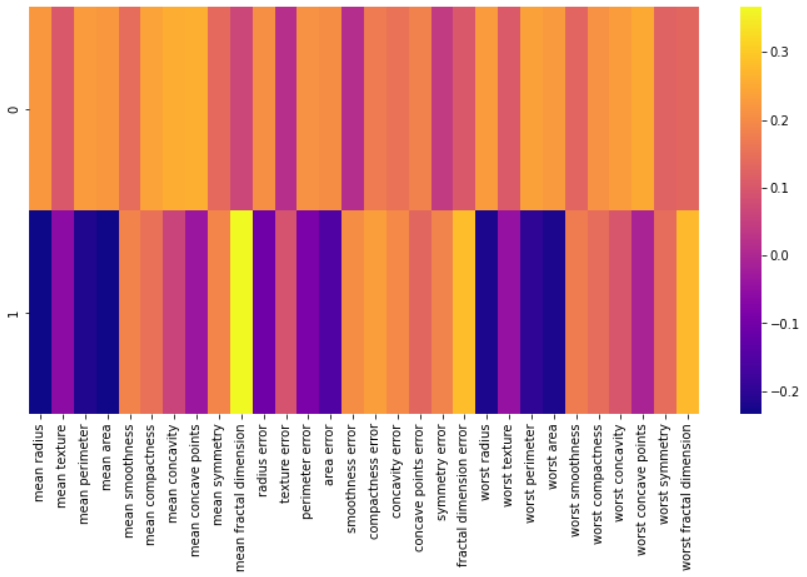 0
1
0.3
0.2
0.1
0.0
−0.1
−0.2
mean radius
mean texture
mean perimeter
mean area
mean smoothness
mean compactness
mean concavity
mean concave points
mean symmetry
mean fractal dimension
radius error
texture error
perimeter error
area error
smoothness error
compactness error
concavity error
concave points error
symmetry error
fractal dimension error
worst radius
worst texture
worst perimeter
worst area
worst smoothness
worst compactness
worst concavity
worst concave points
worst symmetry
worst fractal dimension